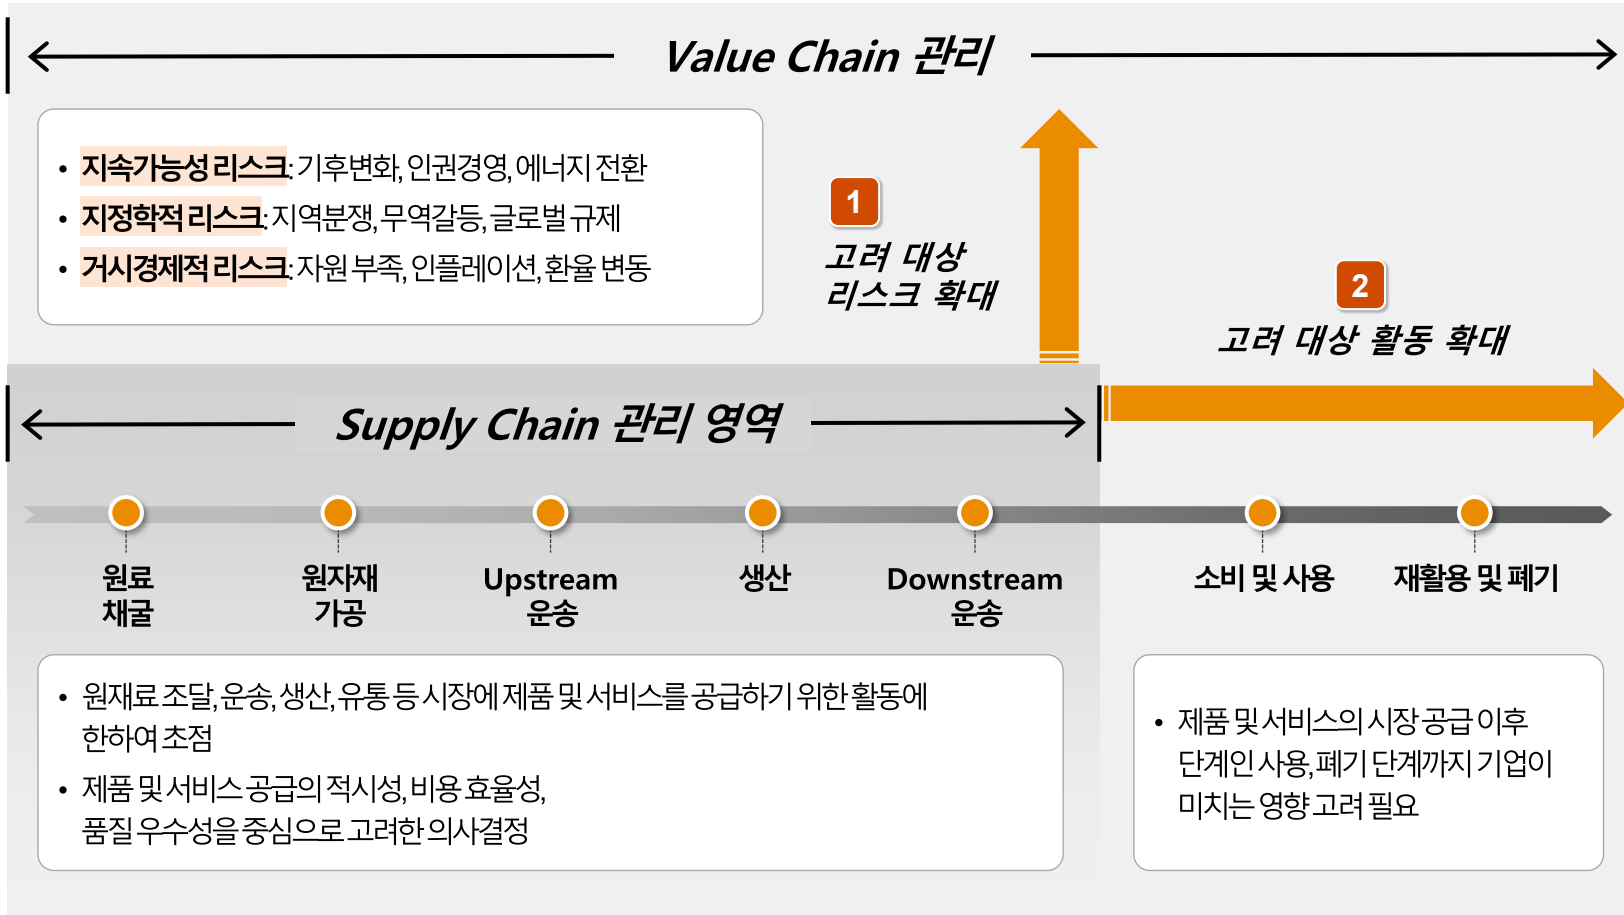 Value Chain 관리
• 지속가능성 리스크: 기후변화, 인권경영, 에너지 전환
• 지정학적 리스크: 지역분쟁, 무역갈등, 글로벌 규제
• 거시경제적 리스크: 자원 부족, 인플레이션, 환율 변동
1
고려 대상
리스크 확대
2
고려 대상 활동 확대
Supply Chain 관리 영역
원료
채굴
원자재
가공
Upstream
운송
생산
Downstream
운송
소비 및 사용
재활용 및 폐기
• 원재료 조달, 운송, 생산, 유통 등 시장에 제품 및 서비스를 공급하기 위한 활동에
한하여 초점
• 제품 및 서비스 공급의 적시성, 비용 효율성,
품질 우수성을 중심으로 고려한 의사결정
• 제품 및 서비스의 시장 공급 이후
단계인 사용, 폐기 단계까지 기업이
미치는 영향 고려 필요